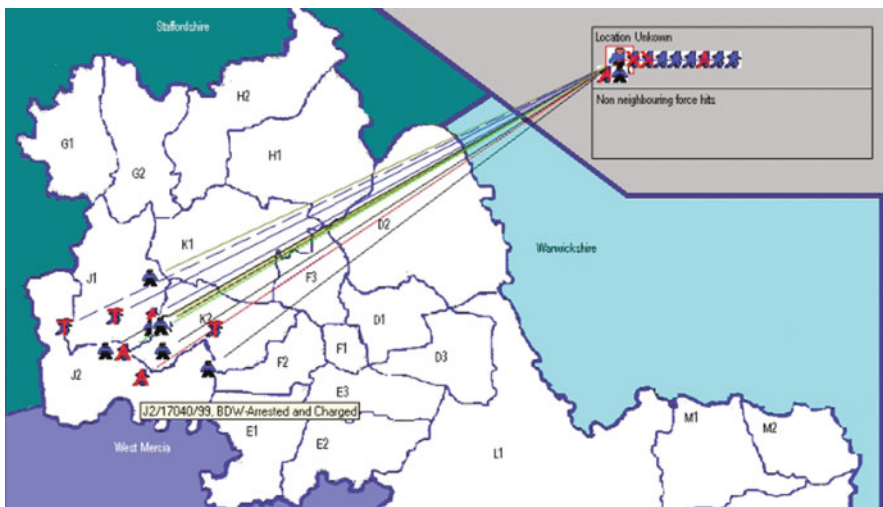 Staffordshire
Location Unkown
Non neighbouring force hits
H2
G1
H1
G2
D2
K1
Warwickshire
J1
F3
K2
D1
F1
D3
F2
J2
E3
J2/17040/99, BDW-Arrested and Charged
M1
M2
E1
West Mercia
E2
L1